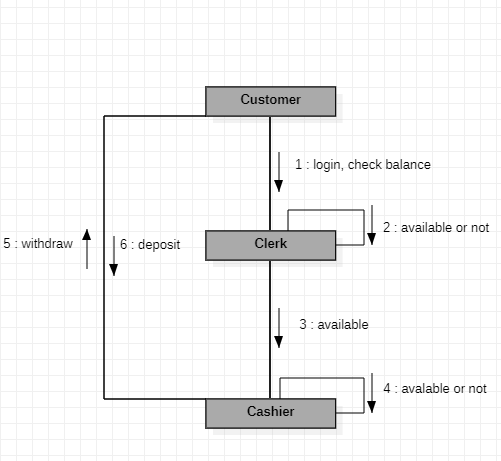 Customer
1 : login, check balance
2 : available or not
Clerk
5 : withdraw
6 : deposit
3 : available
4 : avalable or not
Cashier